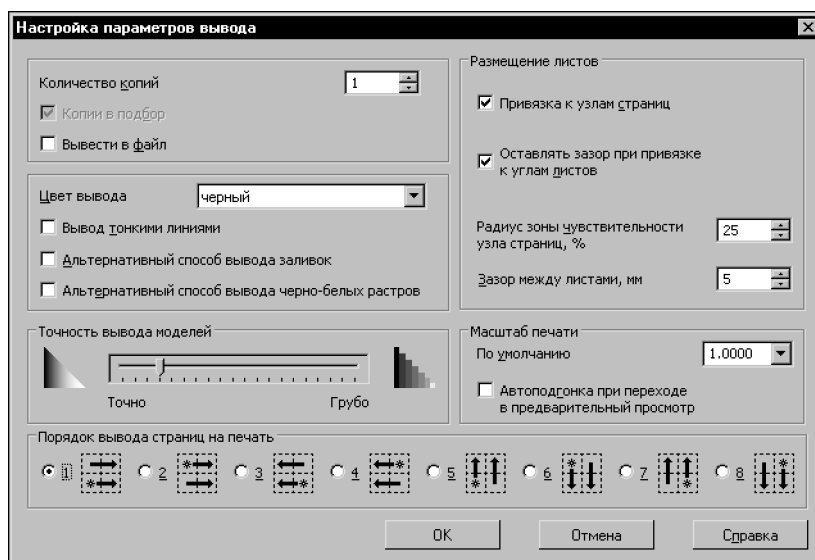 Настройка параметров вывода
Количество копий
1
Копии в подбор
Вывести в файл
Цвет вывода
черный
Вывод тонкими линиями
Альтернативный способ вывода заливок
Альтернативный способ вывода черно-белых растров
Размещение листов
Привязка к узлам страниц
Оставлять зазор при привязке
к углам листов
Радиус зоны чувствительности
узла страниц, %
25
Зазор между листами, мм
5
Точность вывода моделей
Точно
Грубо
Масштаб печати
По умолчанию
1.0000
Автоподгонка при переходе
в предварительный просмотр
Порядок вывода страниц на печать
1 2 3 4 5 6 7 8
OK
Отмена
Справка